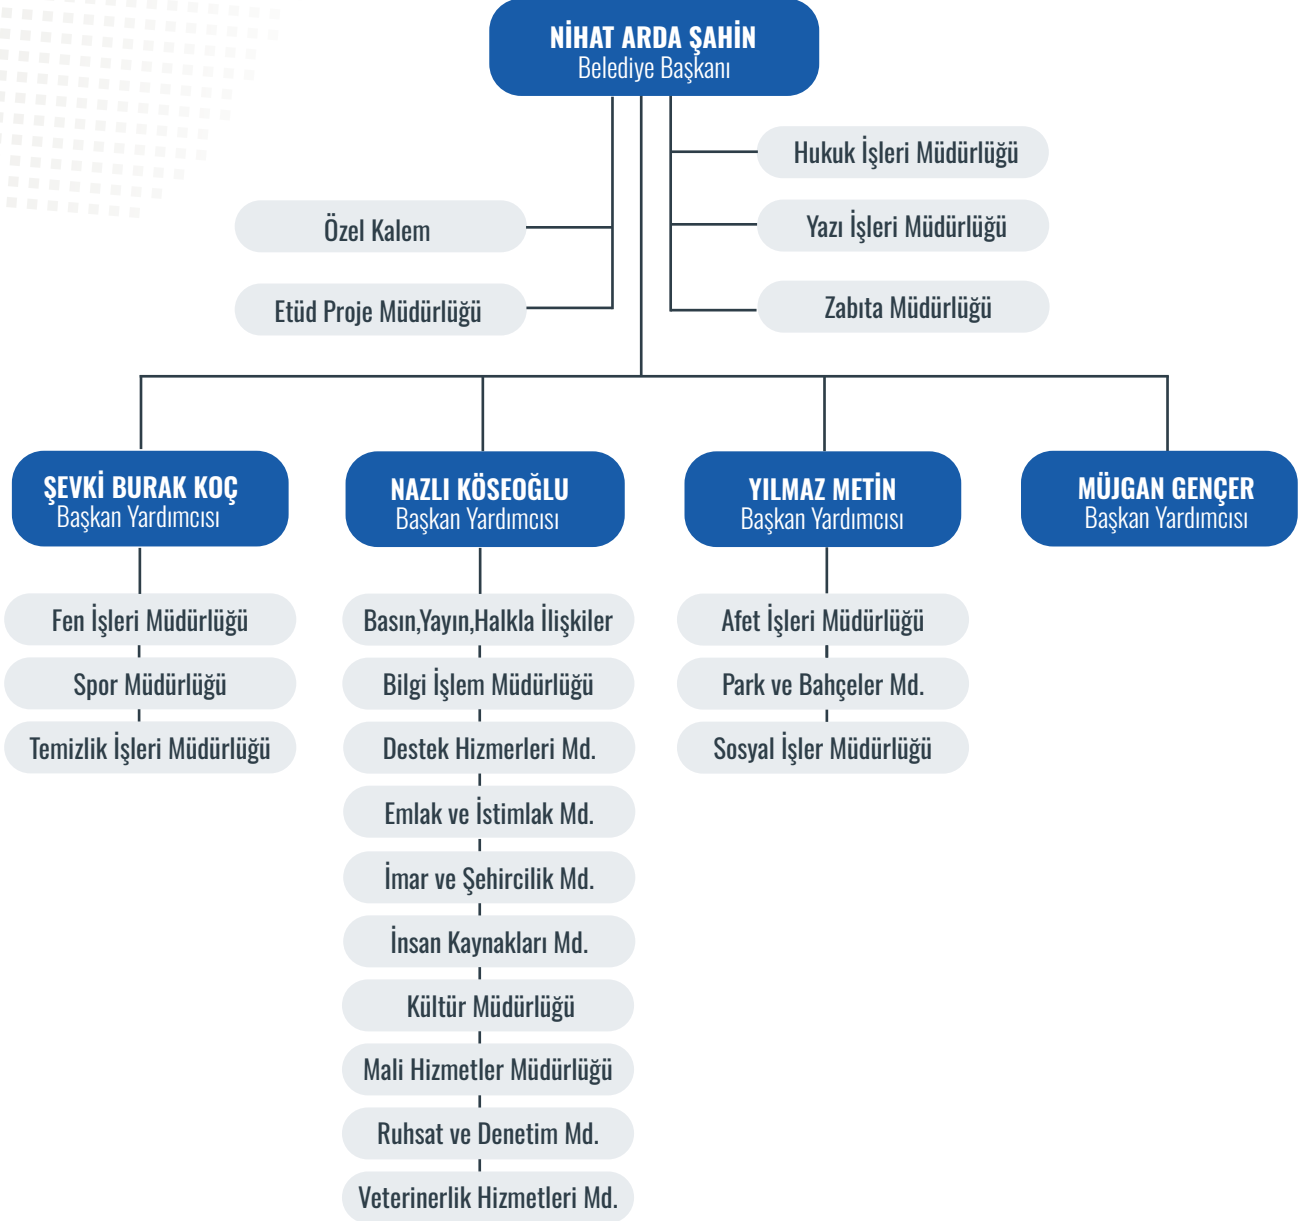 NİHAT ARDA ŞAHİN
Belediye Başkanı
Hukuk İşleri Müdürlüğü
Yazı İşleri Müdürlüğü
Zabıta Müdürlüğü
Özel Kalem
Etüd Proje Müdürlüğü
ŞEVKİ BURAK KOÇ
Başkan Yardımcısı
Fen İşleri Müdürlüğü
Spor Müdürlüğü
Temizlik İşleri Müdürlüğü
NAZLI KÖSEOĞLU
Başkan Yardımcısı
Basın,Yayın,Halkla İlişkiler
Bilgi İşlem Müdürlüğü
Destek Hizmerleri Md.
Emlak ve İstimlak Md.
İmar ve Şehircilik Md.
İnsan Kaynakları Md.
Kültür Müdürlüğü
Mali Hizmetler Müdürlüğü
Ruhsat ve Denetim Md.
Veterinerlik Hizmetleri Md.
YILMAZ METİN
Başkan Yardımcısı
Afet İşleri Müdürlüğü
Park ve Bahçeler Md.
Sosyal İşler Müdürlüğü
MÜJGAN GENÇER
Başkan Yardımcısı